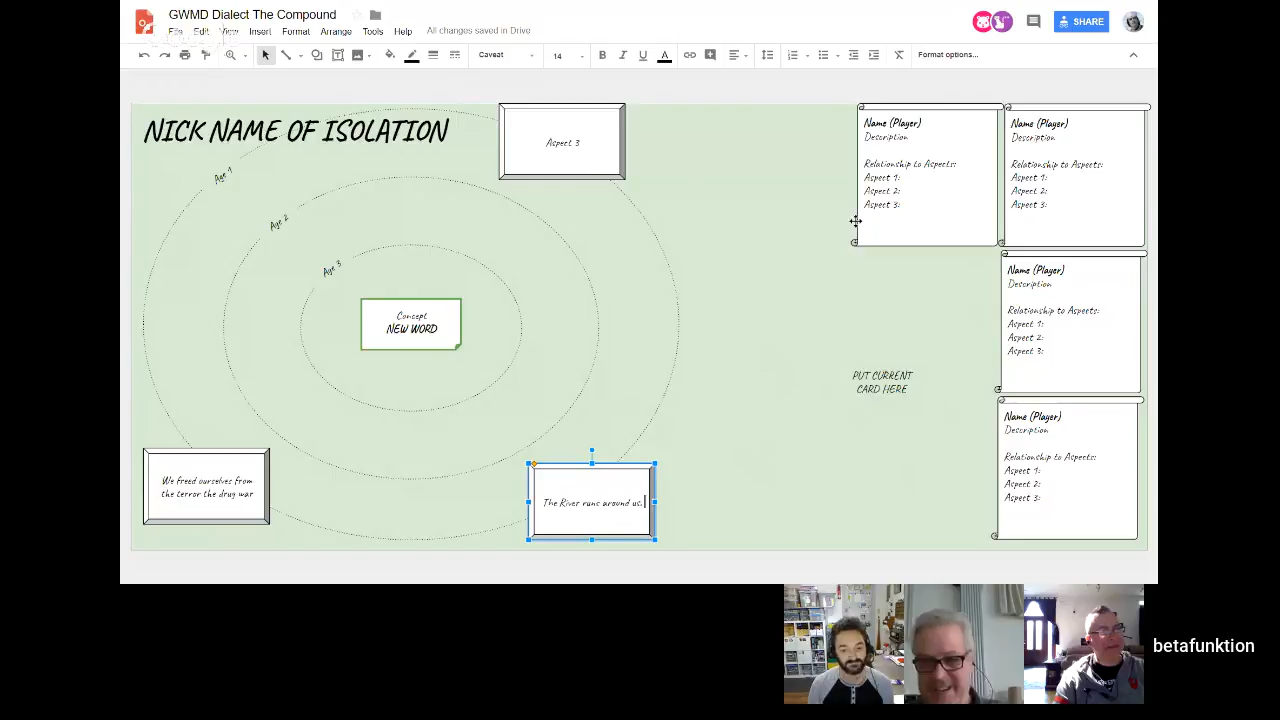 GWMD Dialect The Compound
File Edit View Insert Format Arrange Tools Help All changes saved in Drive
SHARE
Caveat 14 B I U A Format options...
NICK NAME OF ISOLATION
Age 1
Age 2
Age 3
Concept
NEW WORD
Aspect 3
We freed ourselves from
the terror the drug war
The River runs around us.
PUT CURRENT
CARD HERE
Name (Player)
Description
Relationship to Aspects:
Aspect 1:
Aspect 2:
Aspect 3:
Name (Player)
Description
Relationship to Aspects:
Aspect 1:
Aspect 2:
Aspect 3:
Name (Player)
Description
Relationship to Aspects:
Aspect 1:
Aspect 2:
Aspect 3:
Name (Player)
Description
Relationship to Aspects:
Aspect 1:
Aspect 2:
Aspect 3:
betafunktion